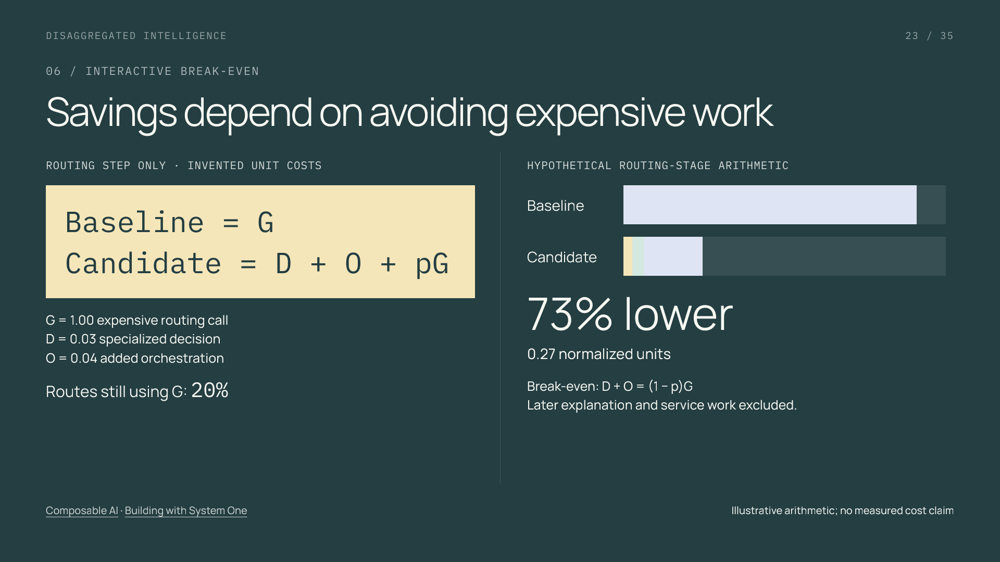 DISAGGREGATED INTELLIGENCE
23 / 35
06 / INTERACTIVE BREAK-EVEN
Savings depend on avoiding expensive work
ROUTING STEP ONLY · INVENTED UNIT COSTS
Baseline = G
Candidate = D + O + pG
G = 1.00 expensive routing call
D = 0.03 specialized decision
O = 0.04 added orchestration
Routes still using G: 20%
HYPOTHETICAL ROUTING-STAGE ARITHMETIC
Baseline
Candidate
73% lower
0.27 normalized units
Break-even: D + O = (1 − p)G
Later explanation and service work excluded.
Composable AI · Building with System One
Illustrative arithmetic; no measured cost claim